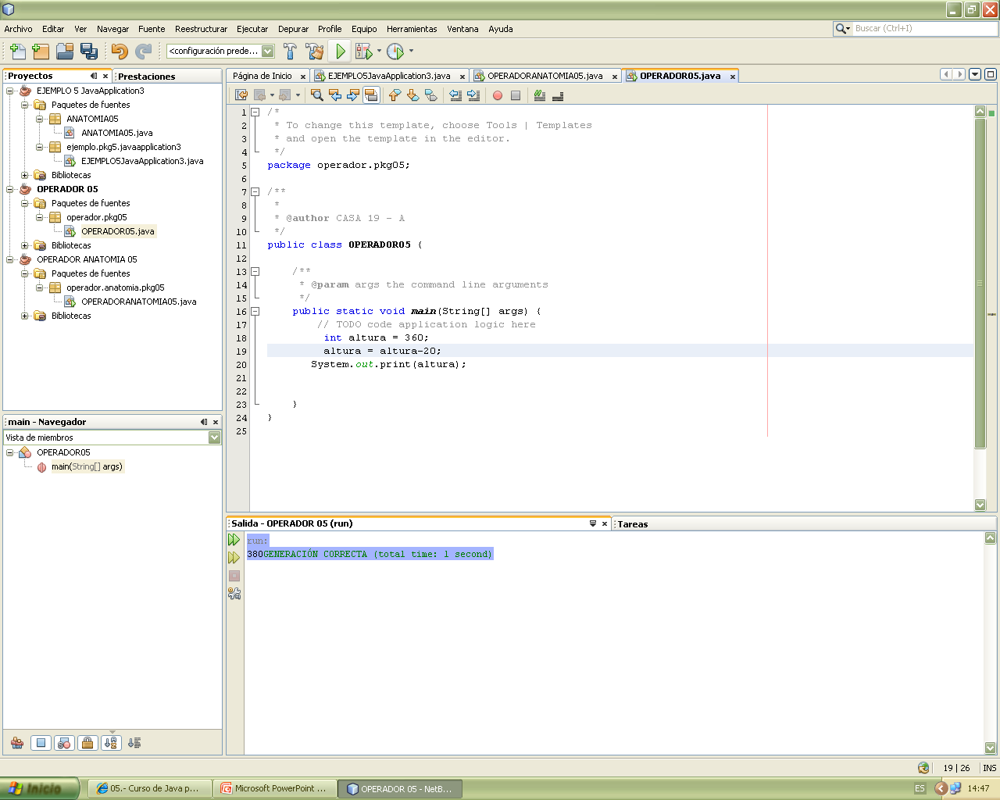 Archivo Editar Ver Navegar Fuente Reestructurar Ejecutar Depurar Profile Equipo Herramientas Ventana Ayuda
Buscar (Ctrl+I)
<configuración prede...
Proyectos
Prestaciones
EJEMPLO 5 JavaApplication3
Paquetes de fuentes
ANATOMIA05
ANATOMIA05.java
ejemplo.pkg5.javaapplication3
EJEMPLO5JavaApplication3.java
Bibliotecas
OPERADOR 05
Paquetes de fuentes
operador.pkg05
OPERADOR05.java
Bibliotecas
OPERADOR ANATOMIA 05
Paquetes de fuentes
operador.anatomia.pkg05
OPERADORANATOMIA05.java
Bibliotecas
main - Navegador
Vista de miembros
OPERADOR05
main(String[] args)
Página de Inicio
EJEMPLO5JavaApplication3.java
OPERADORANATOMIA05.java
OPERADOR05.java
1 /*
2 * To change this template, choose Tools | Templates
3 * and open the template in the editor.
4 */
5 package operador.pkg05;
6
7 /**
8 *
9 * @author CASA 19 - A
10 */
11 public class OPERADOR05 {
12
13 /**
14 * @param args the command line arguments
15 */
16 public static void main(String[] args) {
17 // TODO code application logic here
18 int altura = 360;
19 altura = altura-20;
20 System.out.print(altura);
21
22
23 }
24 }
25
Salida - OPERADOR 05 (run)
Tareas
run:
380GENERACIÓN CORRECTA (total time: 1 second)
19 | 26 INS
Inicio
05.- Curso de Java p...
Microsoft PowerPoint ...
OPERADOR 05 - NetB...
ES
14:47